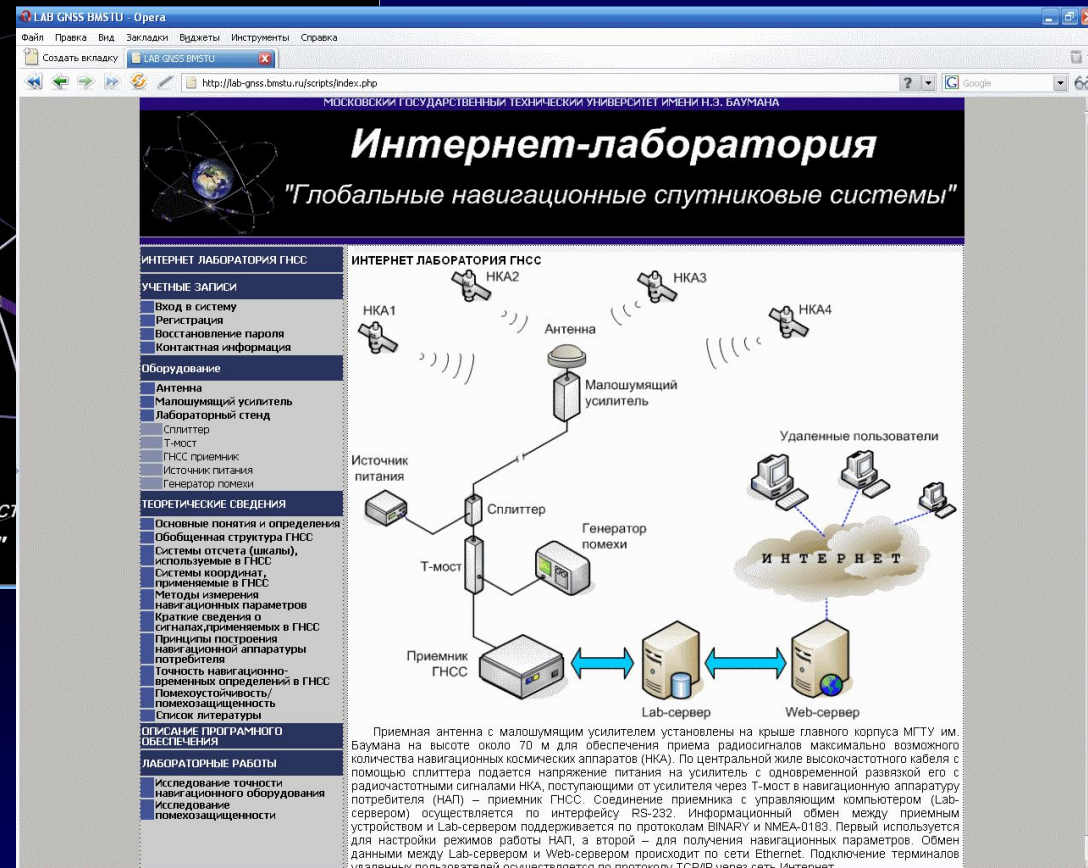 LAB GNSS BMSTU - Opera
Файл Правка Вид Закладки Виджеты Инструменты Справка
Создать вкладку LAB GNSS BMSTU
http://lab-gnss.bmstu.ru/scripts/index.php ? Google
МОСКОВСКИЙ ГОСУДАРСТВЕННЫЙ ТЕХНИЧЕСКИЙ УНИВЕРСИТЕТ ИМЕНИ Н.Э. БАУМАНА
Интернет-лаборатория
"Глобальные навигационные спутниковые системы"
ИНТЕРНЕТ ЛАБОРАТОРИЯ ГНСС
УЧЕТНЫЕ ЗАПИСИ
Вход в систему
Регистрация
Восстановление пароля
Контактная информация
Оборудование
Антенна
Малошумящий усилитель
Лабораторный стенд
Сплиттер
Т-мост
ГНСС приемник
Источник питания
Генератор помехи
ТЕОРЕТИЧЕСКИЕ СВЕДЕНИЯ
Основные понятия и определения
Обобщенная структура ГНСС
Системы отсчета (шкалы),
используемые в ГНСС
Системы координат,
применяемые в ГНСС
Методы измерения
навигационных параметров
Краткие сведения о
сигналах,применяемых в ГНСС
Принципы построения
навигационной аппаратуры
потребителя
Точность навигационно-
временных определений в ГНСС
Помехоустойчивость/
помехозащищенность
Список литературы
ОПИСАНИЕ ПРОГРАМНОГО
ОБЕСПЕЧЕНИЯ
ЛАБОРАТОРНЫЕ РАБОТЫ
Исследование точности
навигационного оборудования
Исследование
помехозащищенности
ИНТЕРНЕТ ЛАБОРАТОРИЯ ГНСС
НКА1
НКА2
НКА3
НКА4
Антенна
Малошумящий
усилитель
Удаленные пользователи
Источник
питания
Сплиттер
Генератор
помехи
Т-мост
ИНТЕРНЕТ
Приемник
ГНСС
Lab-сервер
Web-сервер
Приемная антенна с малошумящим усилителем установлены на крыше главного корпуса МГТУ им.
Баумана на высоте около 70 м для обеспечения приема радиосигналов максимально возможного
количества навигационных космических аппаратов (НКА). По центральной жиле высокочастотного кабеля с
помощью сплиттера подается напряжение питания на усилитель с одновременной развязкой его с
радиочастотными сигналами НКА, поступающими от усилителя через Т-мост в навигационную аппаратуру
потребителя (НАП) – приемник ГНСС. Соединение приемника с управляющим компьютером (Lab-
сервером) осуществляется по интерфейсу RS-232. Информационный обмен между приемным
устройством и Lab-сервером поддерживается по протоколам BINARY и NMEA-0183. Первый используется
для настройки режимов работы НАП, а второй – для получения навигационных параметров. Обмен
данными между Lab-сервером и Web-сервером происходит по сети Ethernet. Подключение терминалов
удаленных пользователей осуществляется по протоколу TCP/IP через сеть Интернет.